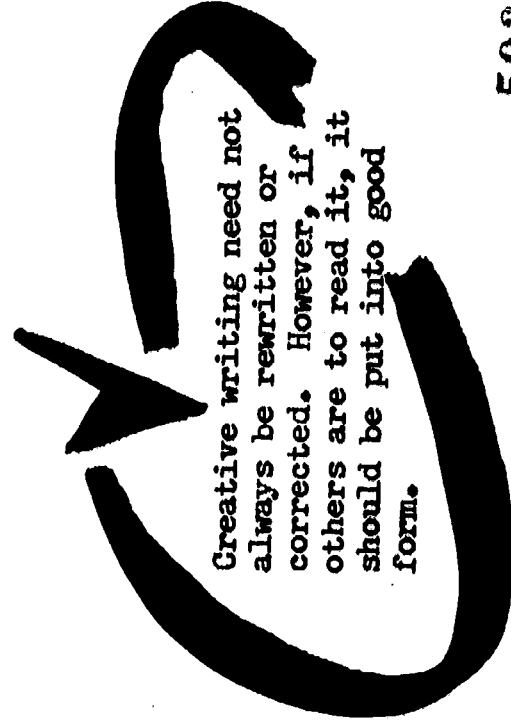 Creative writing need not
always be rewritten or
corrected. However, if
others are to read it, it
should be put into good
form.